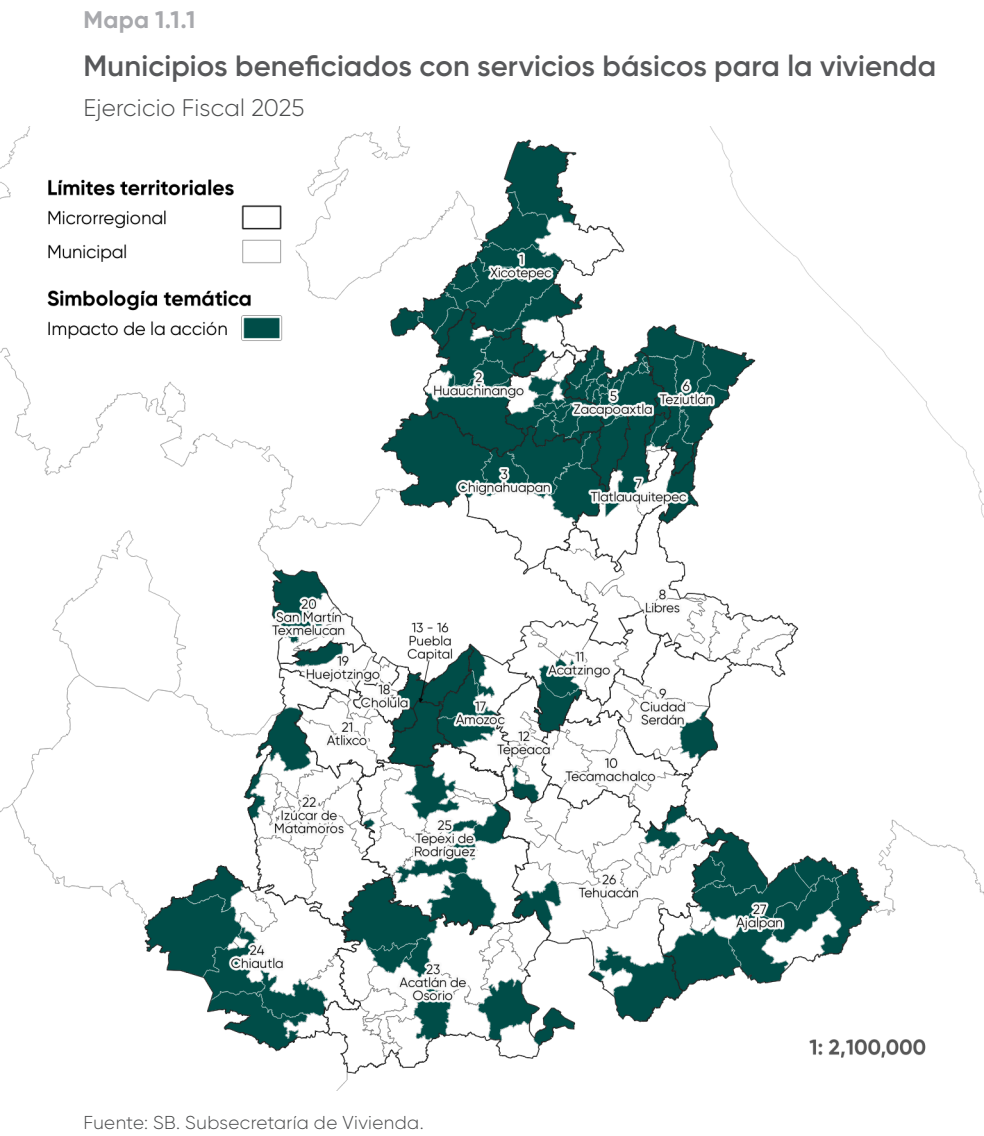 Mapa 1.1.1
Municipios beneficiados con servicios básicos para la vivienda
Ejercicio Fiscal 2025
Límites territoriales
Microrregional
Municipal
Simbología temática
Impacto de la acción
1
Xicotepec
2
Huauchinango
5
Zacapoaxtla
6
Teziutlán
3
Chignahuapan
7
Tlatlauquitepec
8
Libres
20
San Martín
Texmelucan
13 - 16
Puebla
Capital
19
Huejotzingo
11
Acatzingo
18
Cholula
9
Ciudad
Serdán
17
Amozoc
21
Atlixco
12
Tepeaca
10
Tecamachalco
22
Izúcar de
Matamoros
25
Tepexi de
Rodríguez
26
Tehuacán
27
Ajalpan
24
Chiautla
23
Acatlán de
Osorio
1: 2,100,000
Fuente: SB. Subsecretaría de Vivienda.